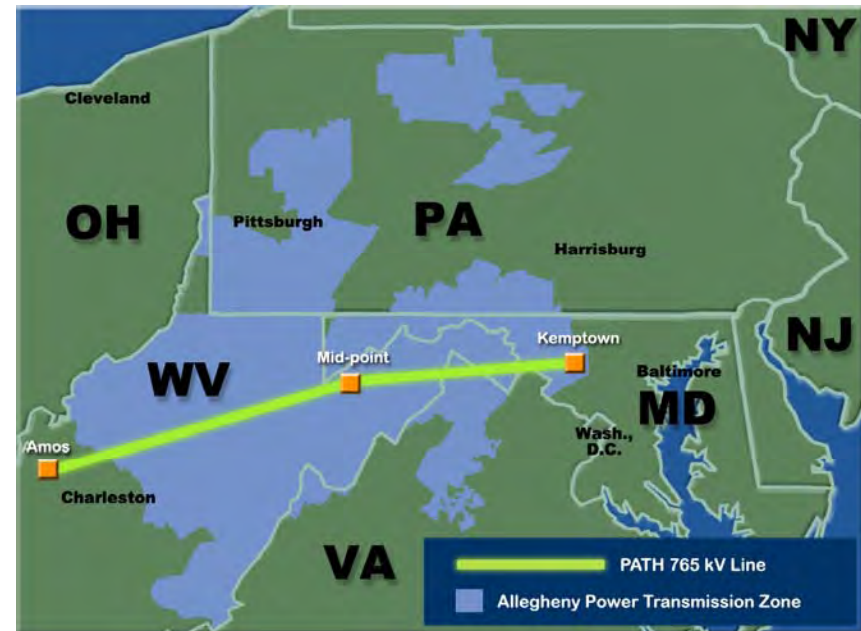 NY
Cleveland
OH
Pittsburgh
PA
Harrisburg
NJ
Kemptown
Mid-point
WV
Baltimore
MD
Wash.,
D.C.
Amos
Charleston
VA
PATH 765 kV Line
Allegheny Power Transmission Zone